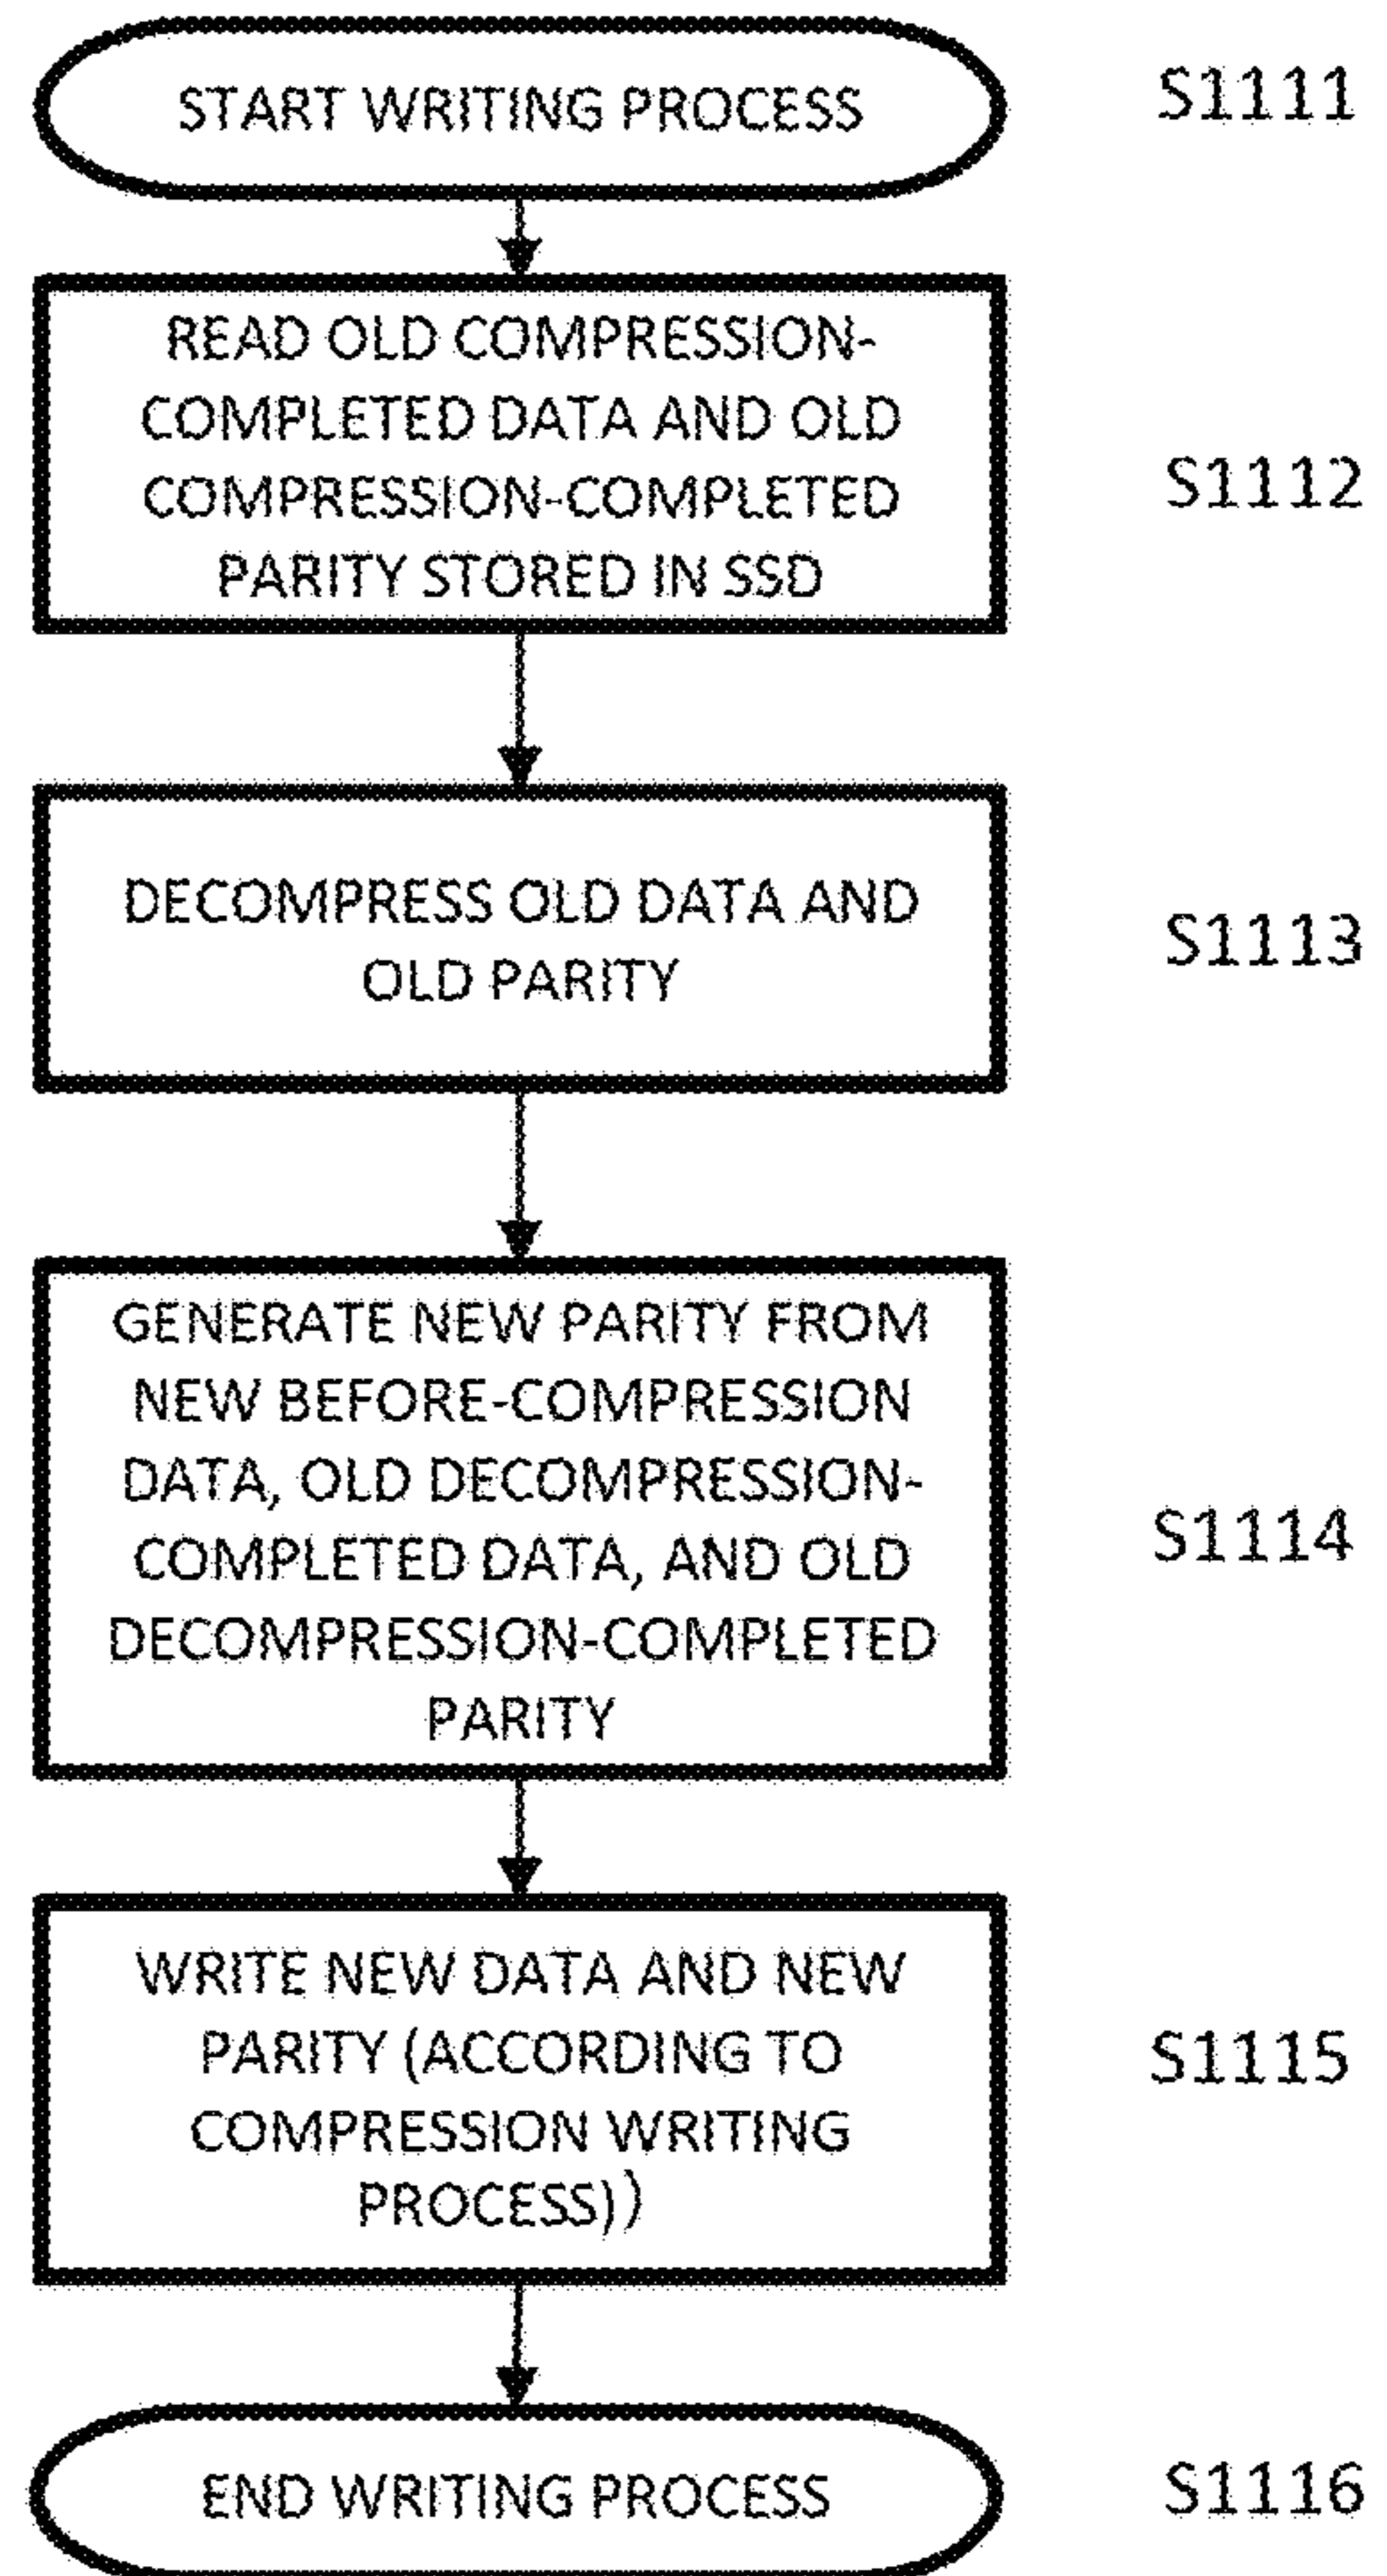 START WRITING PROCESS
S1111
READ OLD COMPRESSION-
COMPLETED DATA AND OLD
COMPRESSION-COMPLETED
PARITY STORED IN SSD
S1112
DECOMPRESS OLD DATA AND
OLD PARITY
S1113
GENERATE NEW PARITY FROM
NEW BEFORE-COMPRESSION
DATA, OLD DECOMPRESSION-
COMPLETED DATA, AND OLD
DECOMPRESSION-COMPLETED
PARITY
S1114
WRITE NEW DATA AND NEW
PARITY (ACCORDING TO
COMPRESSION WRITING
PROCESS))
S1115
END WRITING PROCESS
S1116